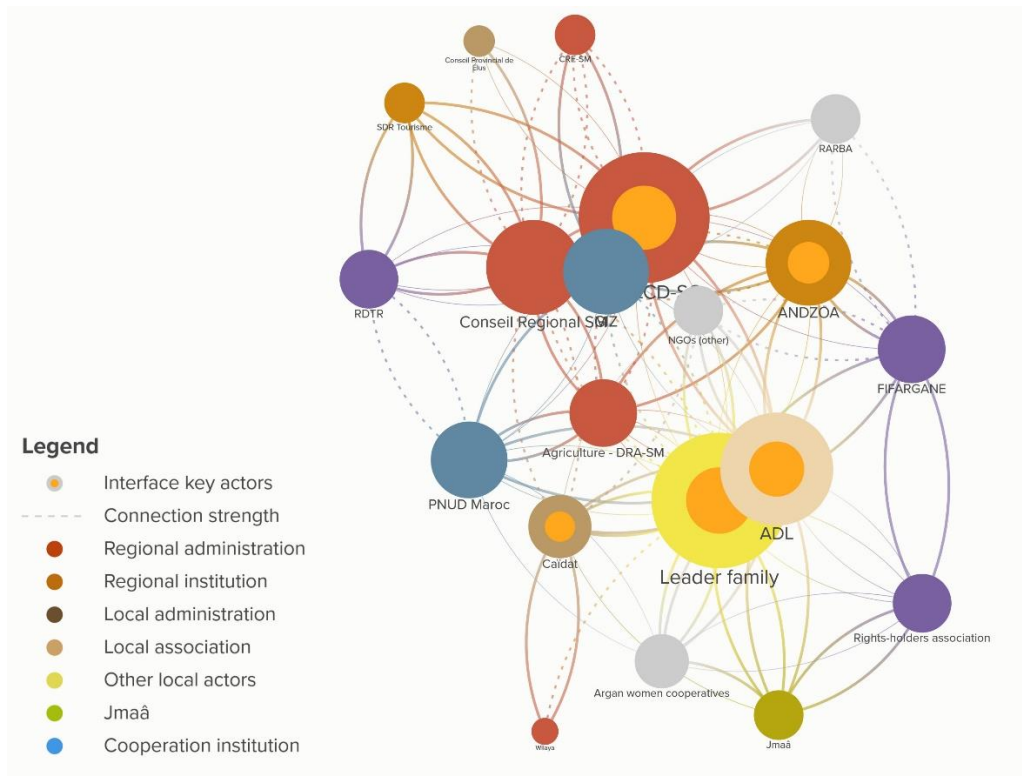 Conseil Provincial de
Élus
CRE-SM
SDR Tourisme
RARBA
RDTR
Conseil Regional SM
ANDZOA
NGOs (other)
FIFARGANE
Agriculture - DRA-SM
PNUD Maroc
ADL
Caïdat
Leader family
Rights-holders association
Argan women cooperatives
Jmaâ
Wilaya
Legend
Interface key actors
Connection strength
Regional administration
Regional institution
Local administration
Local association
Other local actors
Jmaâ
Cooperation institution